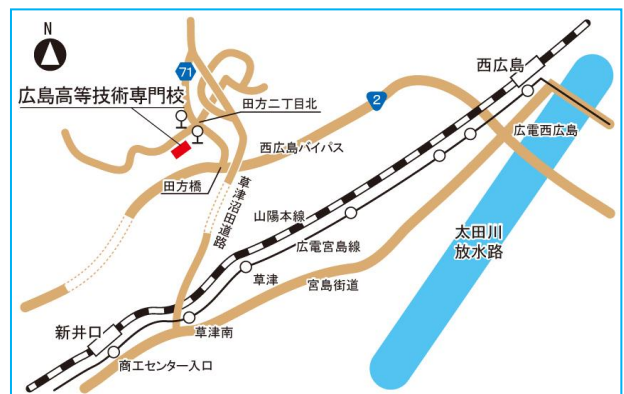 N
71
西広島
広島高等技術専門校
田方二丁目北
2
広電西広島
西広島バイパス
田方橋
草津沼田道路
山陽本線
太田川
放水路
広電宮島線
草津
宮島街道
新井口
草津南
商工センター入口